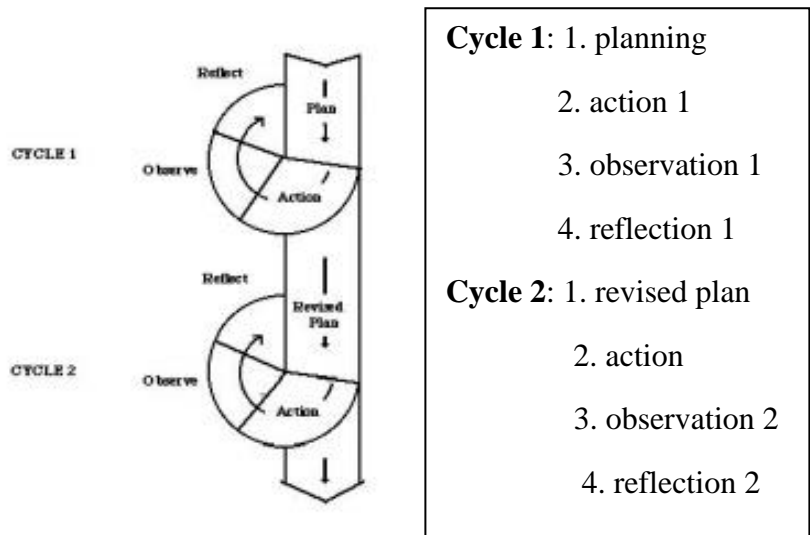 Reflect
Plan
CYCLE 1
Observe
Action
Reflect
Revised
Plan
CYCLE 2
Observe
Action
Cycle 1: 1. planning
2. action 1
3. observation 1
4. reflection 1
Cycle 2: 1. revised plan
2. action
3. observation 2
4. reflection 2